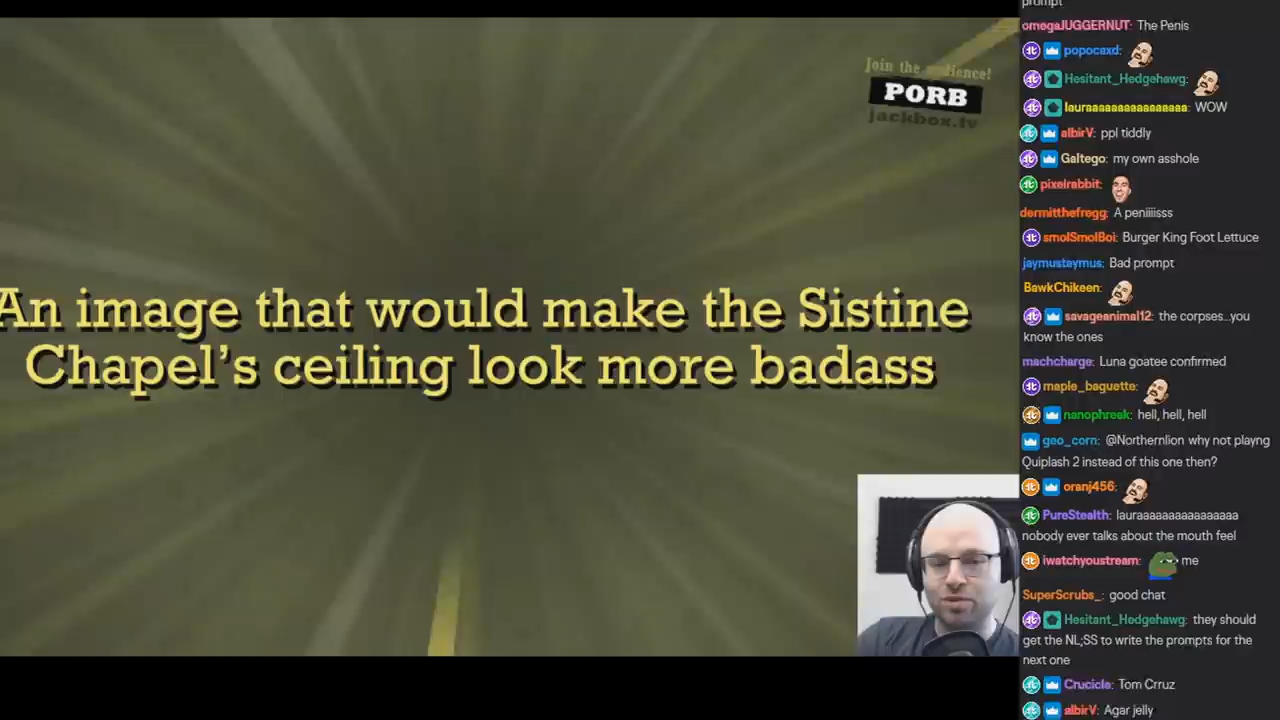 Join the audience!
PORB
jackbox.tv
An image that would make the Sistine
Chapel's ceiling look more badass
prompt
omegaJUGGERNUT: The Penis
popocaxd:
Hesitant_Hedgehawg:
lauraaaaaaaaaaaaaaaa: WOW
albirV: ppl tiddly
Galtego: my own asshole
pixelrabbit:
dermitthefregg: A peniiiisss
smolSmolBoi: Burger King Foot Lettuce
jaymusteymus: Bad prompt
BawkChikeen:
savageanimal12: the corpses...you
know the ones
machcharge: Luna goatee confirmed
maple_baguette:
nanophreek: hell, hell, hell
geo_corn: @Northernlion why not playng
Quiplash 2 instead of this one then?
oranj456:
PureStealth: lauraaaaaaaaaaaaaaaa
nobody ever talks about the mouth feel
iwatchyoustream: me
SuperScrubs_: good chat
Hesitant_Hedgehawg: they should
get the NL;SS to write the prompts for the
next one
Crucicle: Tom Crruz
albirV: Agar jelly